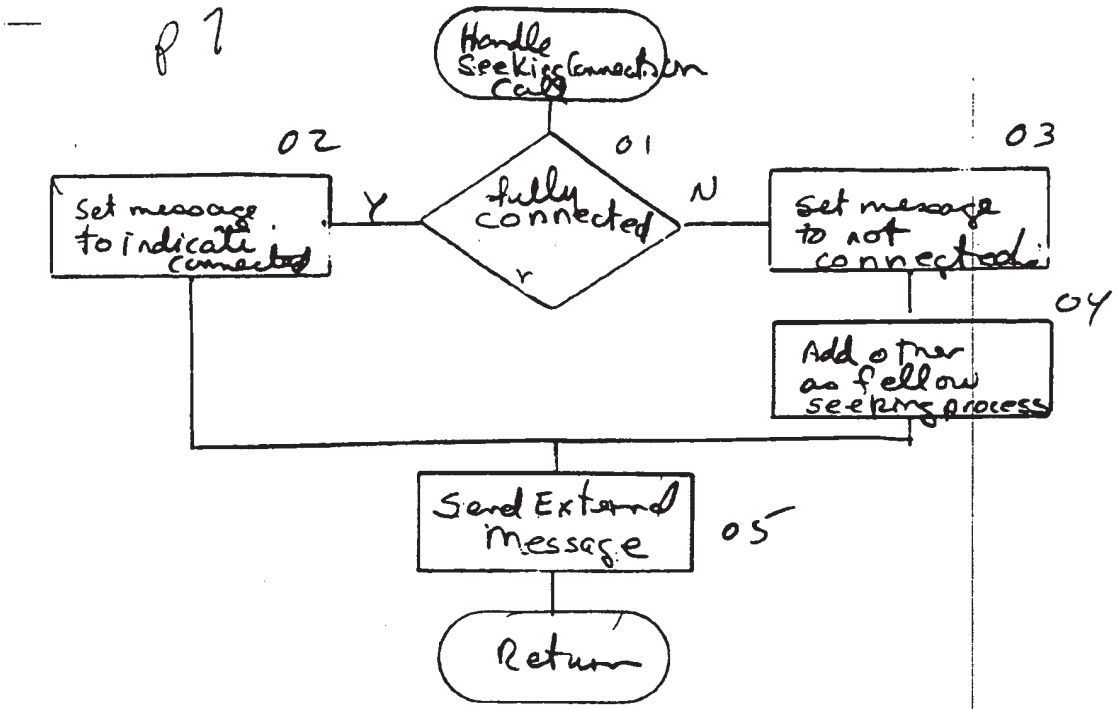 p 7
Handle
Seeking Connection
Call
01
fully
connected
Y
N
02
Set message
to indicate
connected
03
Set message
to not
connected
04
Add other
as fellow
seeking process
Send External
Message
05
Return